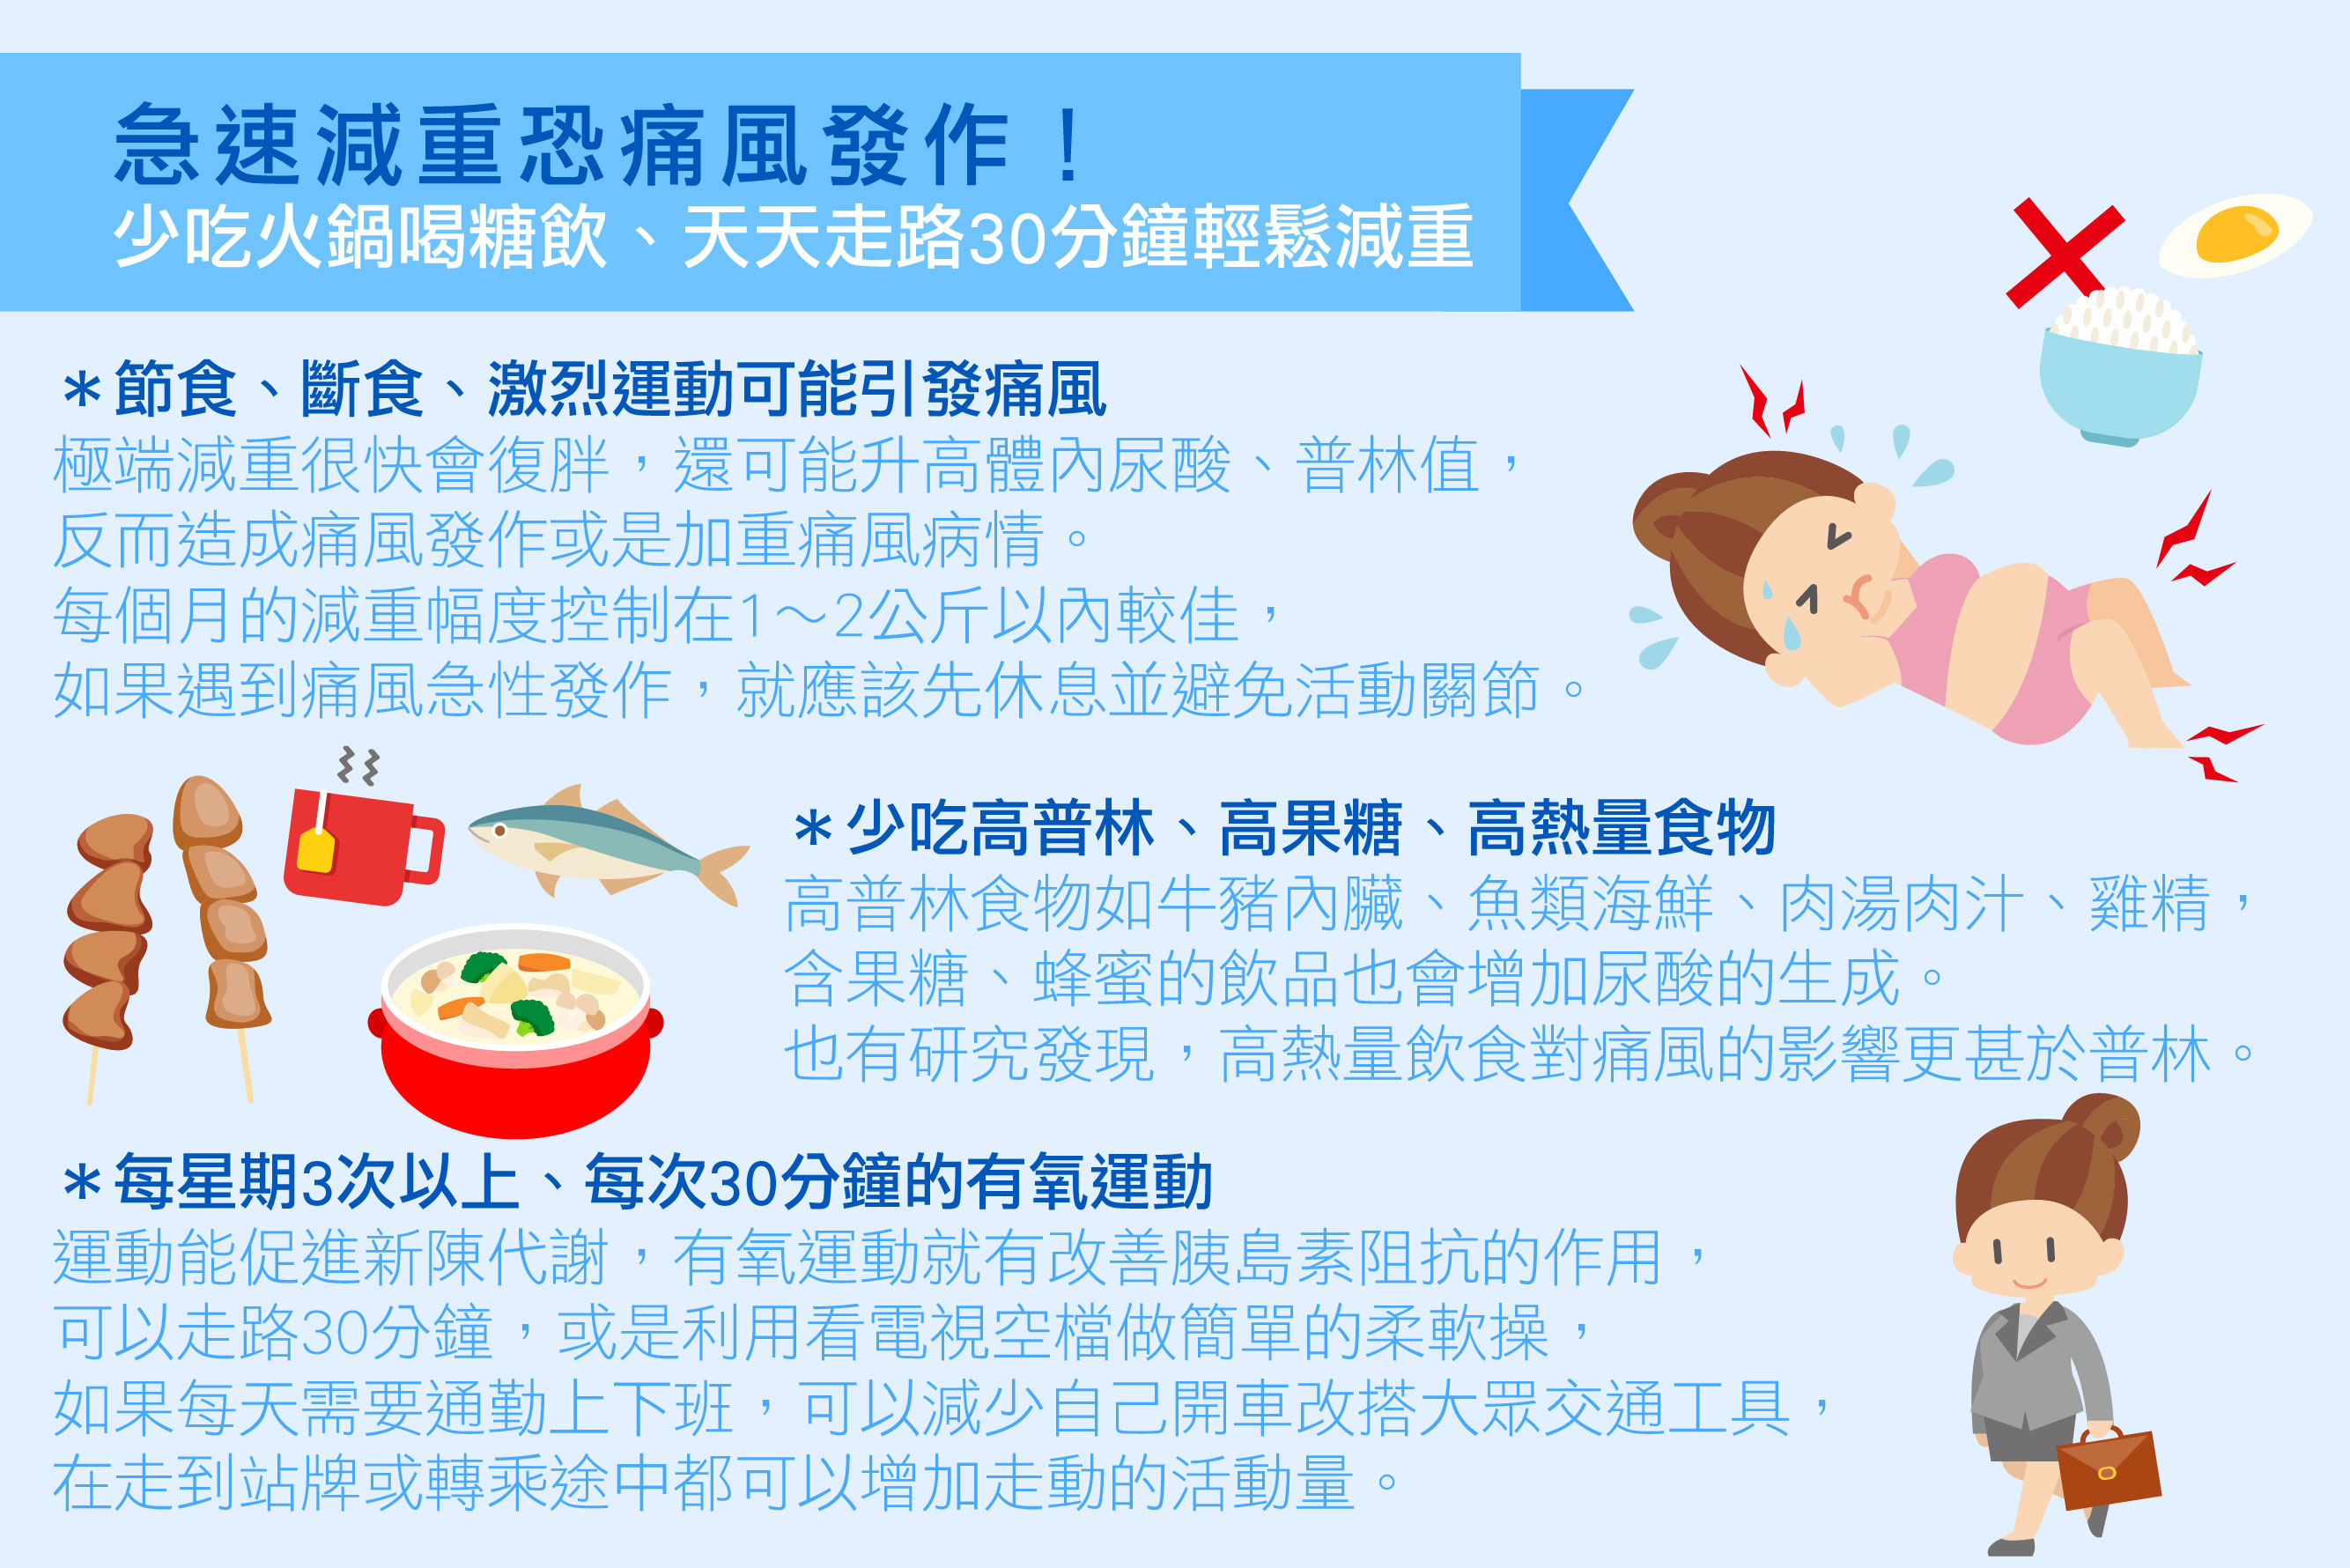 急速減重恐痛風發作！
少吃火鍋喝糖飲、天天走路30分鐘輕鬆減重
＊節食、斷食、激烈運動可能引發痛風
極端減重很快會復胖，還可能升高體內尿酸、普林值，
反而造成痛風發作或是加重痛風病情。
每個月的減重幅度控制在1～2公斤以內較佳，
如果遇到痛風急性發作，就應該先休息並避免活動關節。
＊少吃高普林、高果糖、高熱量食物
高普林食物如牛豬內臟、魚類海鮮、肉湯肉汁、雞精，
含果糖、蜂蜜的飲品也會增加尿酸的生成。
也有研究發現，高熱量飲食對痛風的影響更甚於普林。
＊每星期3次以上、每次30分鐘的有氧運動
運動能促進新陳代謝，有氧運動就有改善胰島素阻抗的作用，
可以走路30分鐘，或是利用看電視空檔做簡單的柔軟操，
如果每天需要通勤上下班，可以減少自己開車改搭大眾交通工具，
在走到站牌或轉乘途中都可以增加走動的活動量。